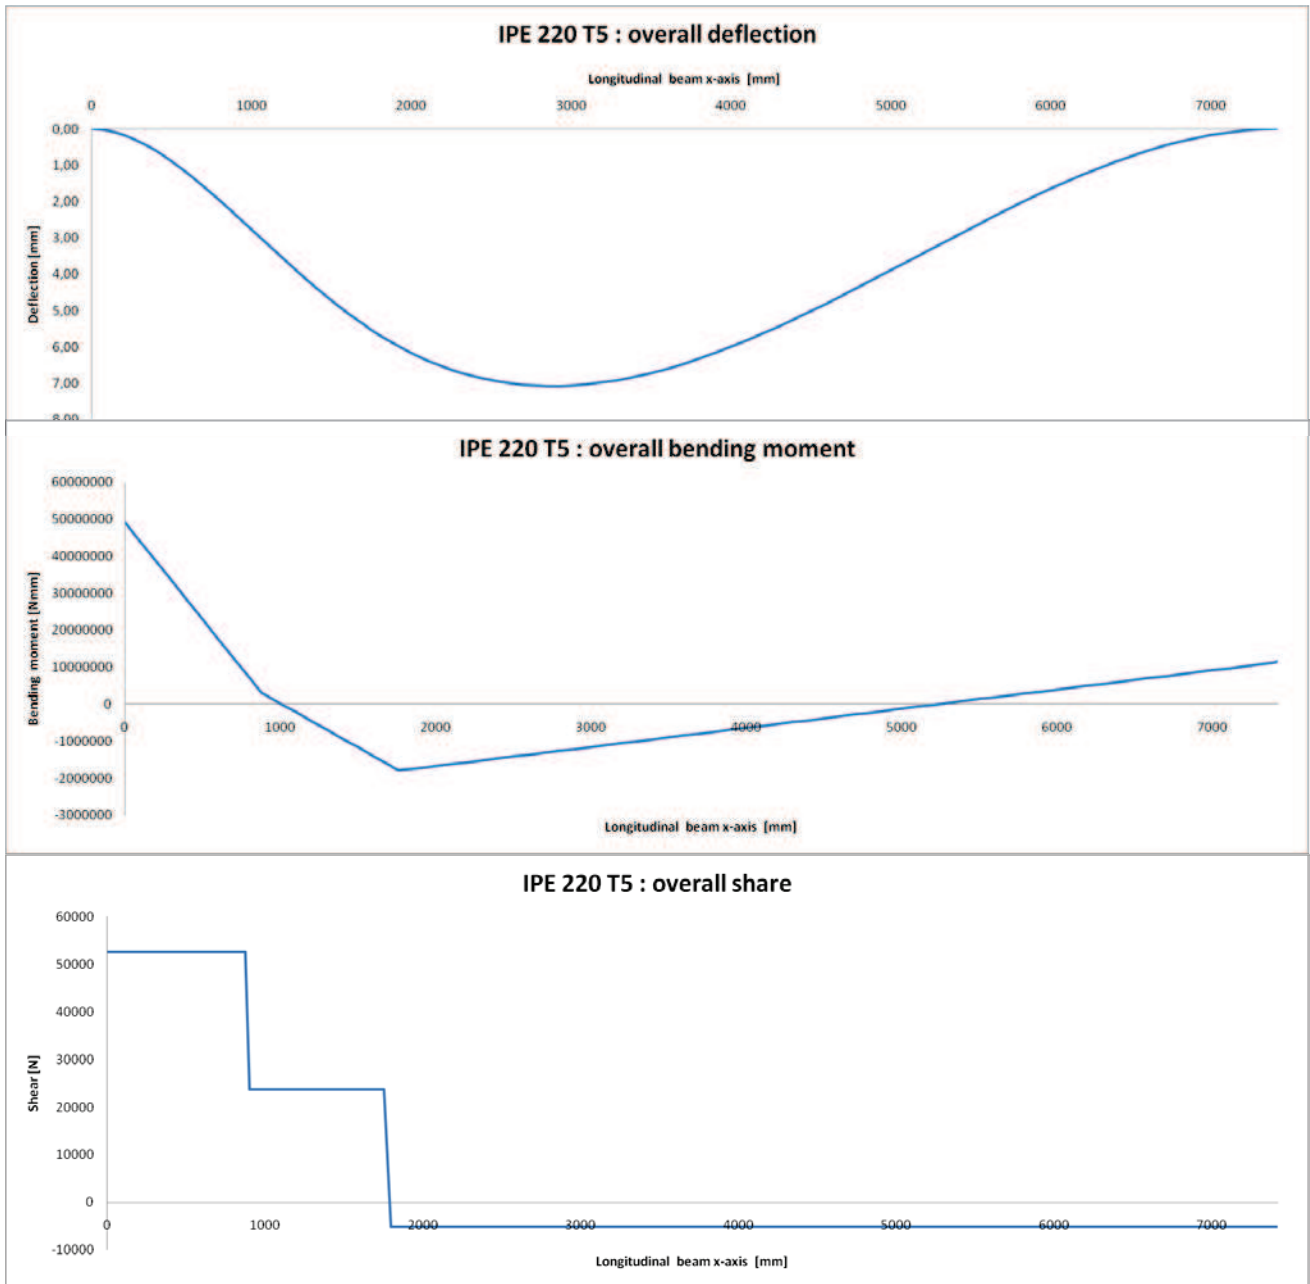 IPE 220 T5 : overall deflection
Longitudinal beam x-axis [mm]
0 1000 2000 3000 4000 5000 6000 7000
0,00
1,00
2,00
3,00
4,00
5,00
6,00
7,00
8,00
Deflection [mm]
IPE 220 T5 : overall bending moment
60000000
50000000
40000000
30000000
20000000
10000000
0
-1000000
-2000000
-3000000
Bending moment [Nmm]
0 1000 2000 3000 4000 5000 6000 7000
Longitudinal beam x-axis [mm]
IPE 220 T5 : overall share
60000
50000
40000
30000
20000
10000
0
-10000
Shear [N]
0 1000 2000 3000 4000 5000 6000 7000
Longitudinal beam x-axis [mm]